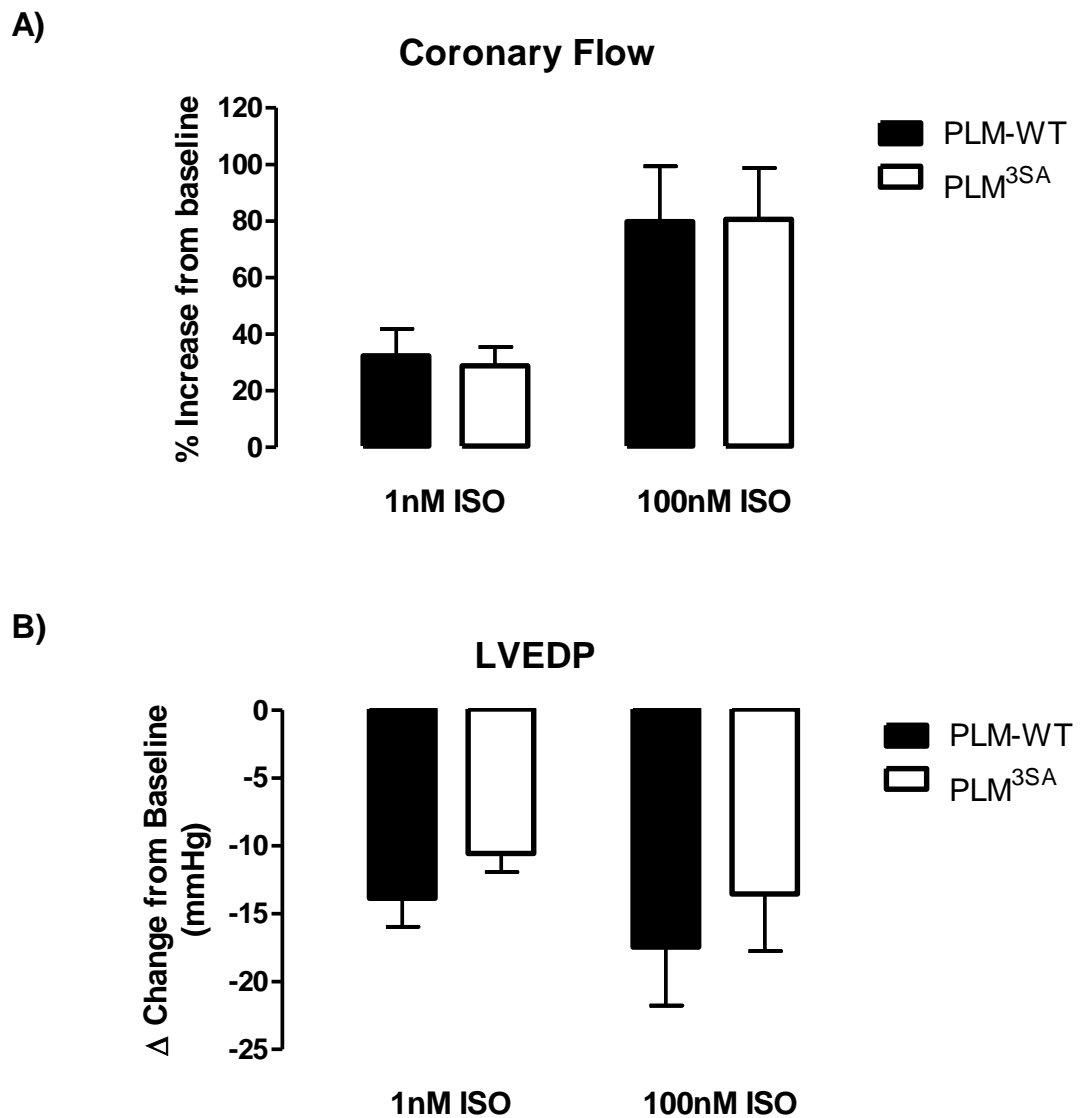 A)
Coronary Flow
% Increase from baseline
120
100
80
60
40
20
0
1nM ISO
100nM ISO
PLM-WT
PLM3SA
B)
LVEDP
Δ Change from Baseline
(mmHg)
0
-5
-10
-15
-20
-25
1nM ISO
100nM ISO
PLM-WT
PLM3SA